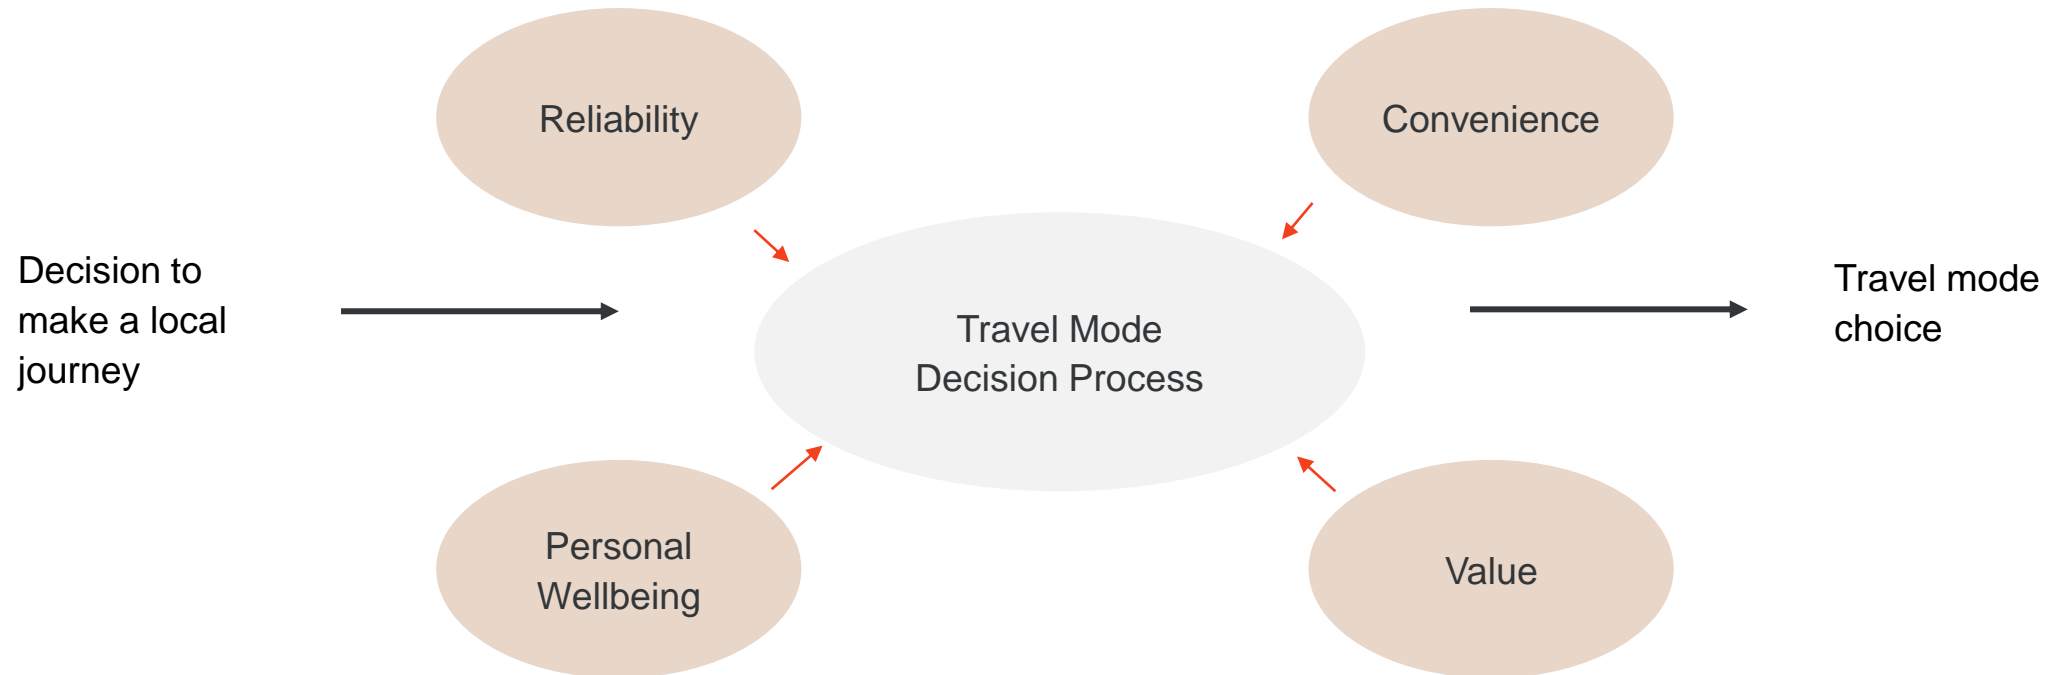 Reliability
Convenience
Decision to
make a local
journey
Travel Mode
Decision Process
Travel mode
choice
Personal
Wellbeing
Value